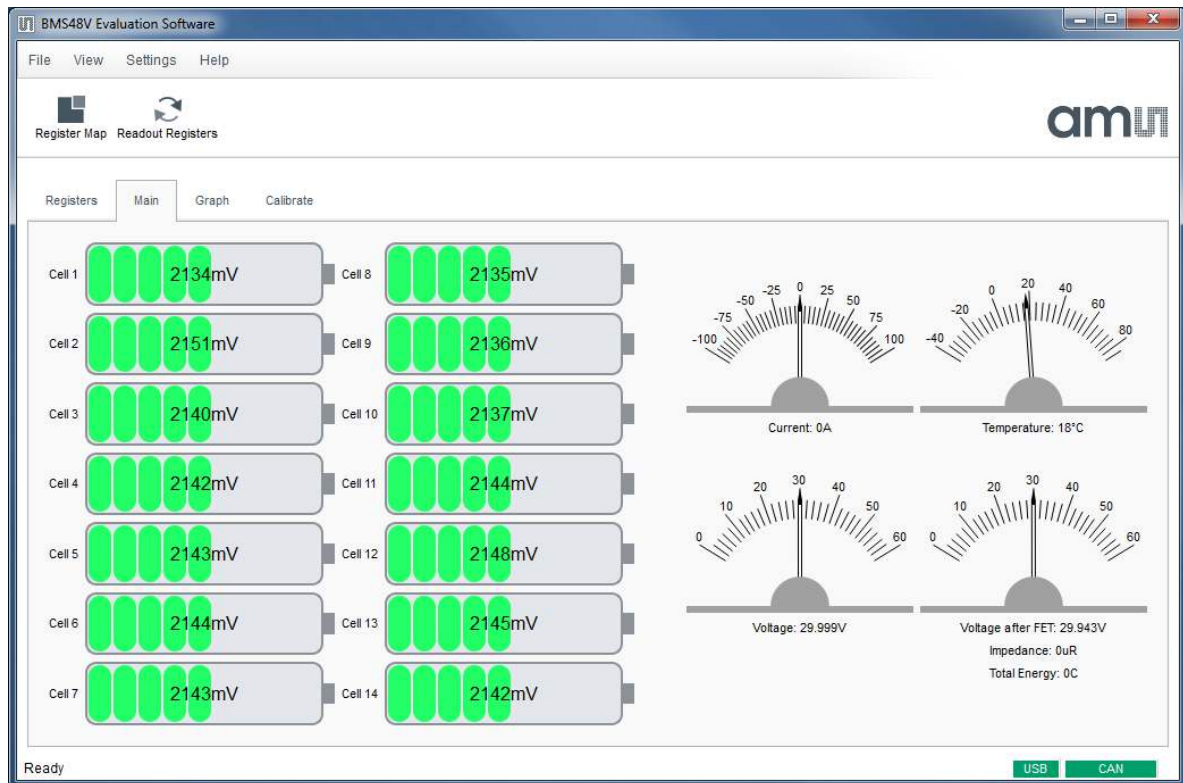 BMS48V Evaluation Software
File View Settings Help
Register Map Readout Registers
am
Registers Main Graph Calibrate
Cell 1 2134mV
Cell 2 2151mV
Cell 3 2140mV
Cell 4 2142mV
Cell 5 2143mV
Cell 6 2144mV
Cell 7 2143mV
Cell 8 2135mV
Cell 9 2136mV
Cell 10 2137mV
Cell 11 2144mV
Cell 12 2148mV
Cell 13 2145mV
Cell 14 2142mV
-100 -75 -50 -25 0 25 50 75 100
Current: 0A
-40 -20 0 20 40 60 80
Temperature: 18°C
0 10 20 30 40 50 60
Voltage: 29.999V
0 10 20 30 40 50 60
Voltage after FET: 29.943V
Impedance: 0uR
Total Energy: 0C
Ready
USB CAN